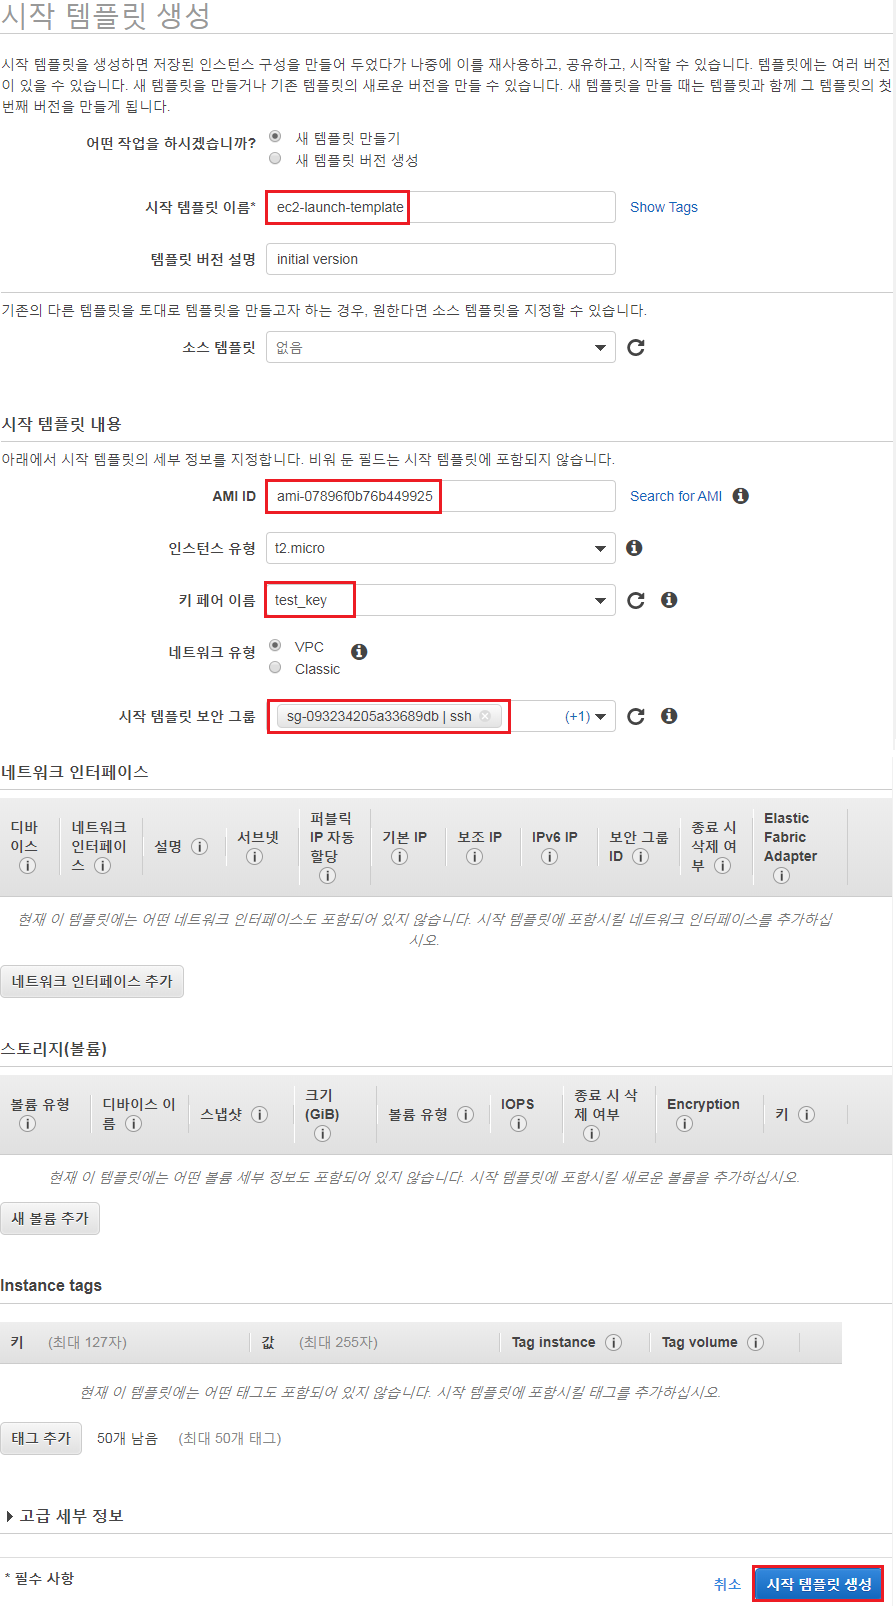 시작 템플릿 생성
시작 템플릿을 생성하면 저장된 인스턴스 구성을 만들어 두었다가 나중에 이를 재사용하고, 공유하고, 시작할 수 있습니다. 템플릿에는 여러 버전
이 있을 수 있습니다. 새 템플릿을 만들거나 기존 템플릿의 새로운 버전을 만들 수 있습니다. 새 템플릿을 만들 때는 템플릿과 함께 그 템플릿의 첫
번째 버전을 만들게 됩니다.
어떤 작업을 하시겠습니까? 새 템플릿 만들기
새 템플릿 버전 생성
시작 템플릿 이름* ec2-launch-template Show Tags
템플릿 버전 설명 initial version
기존의 다른 템플릿을 토대로 템플릿을 만들고자 하는 경우, 원한다면 소스 템플릿을 지정할 수 있습니다.
소스 템플릿 없음
시작 템플릿 내용
아래에서 시작 템플릿의 세부 정보를 지정합니다. 비워 둔 필드는 시작 템플릿에 포함되지 않습니다.
AMI ID ami-07896f0b76b449925 Search for AMI
인스턴스 유형 t2.micro
키 페어 이름 test_key
네트워크 유형 VPC
Classic
시작 템플릿 보안 그룹 sg-093234205a33689db | ssh (+1)
네트워크 인터페이스
디바이스 네트워크 인터페이스 설명 서브넷 퍼블릭 IP 자동 할당 기본 IP 보조 IP IPv6 IP 보안 그룹 ID 종료 시 삭제 여부 Elastic Fabric Adapter
현재 이 템플릿에는 어떤 네트워크 인터페이스도 포함되어 있지 않습니다. 시작 템플릿에 포함시킬 네트워크 인터페이스를 추가하십
시오.
네트워크 인터페이스 추가
스토리지(볼륨)
볼륨 유형 디바이스 이름 스냅샷 크기 (GiB) 볼륨 유형 IOPS 종료 시 삭제 여부 Encryption 키
현재 이 템플릿에는 어떤 볼륨 세부 정보도 포함되어 있지 않습니다. 시작 템플릿에 포함시킬 새로운 볼륨을 추가하십시오.
새 볼륨 추가
Instance tags
키 (최대 127자) 값 (최대 255자) Tag instance Tag volume
현재 이 템플릿에는 어떤 태그도 포함되어 있지 않습니다. 시작 템플릿에 포함시킬 태그를 추가하십시오.
태그 추가 50개 남음 (최대 50개 태그)
고급 세부 정보
* 필수 사항
취소 시작 템플릿 생성